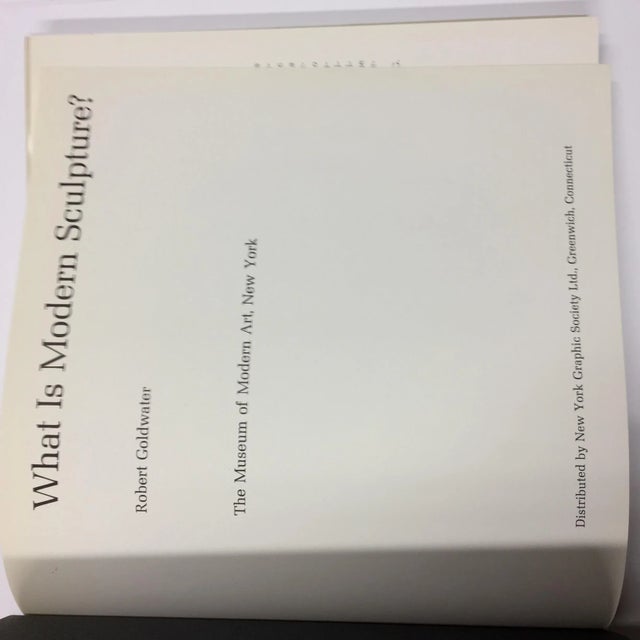 What Is Modern Sculpture?
Robert Goldwater
The Museum of Modern Art, New York
Distributed by New York Graphic Society Ltd., Greenwich, Connecticut